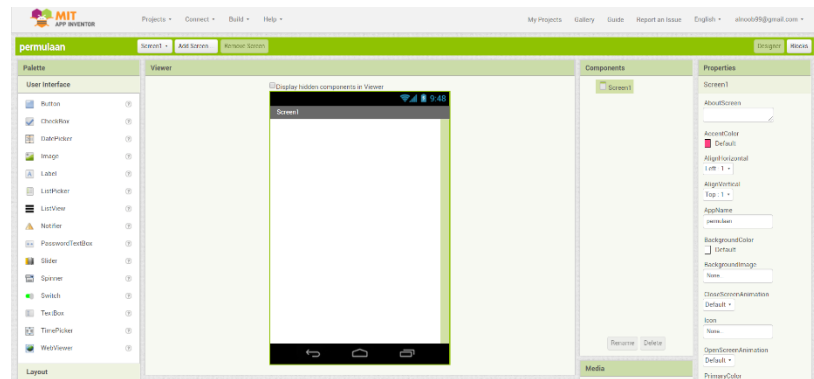 MIT
APP INVENTOR
Projects Connect Build Help
My Projects Gallery Guide Report an Issue English
permulaan
Screen1 Add Screen... Remove Screen
Designer Blocks
Palette
User Interface
Button
CheckBox
DatePicker
Image
Label
ListPicker
ListView
Notifier
PasswordTextBox
Slider
Spinner
Switch
TextBox
TimePicker
WebViewer
Layout
Viewer
Display hidden components in Viewer
9:48
Screen1
Components
Screen1
Rename Delete
Media
Properties
Screen1
AboutScreen
AccentColor
Default
AlignHorizontal
Left : 1
AlignVertical
Top : 1
AppName
permulaan
BackgroundColor
Default
BackgroundImage
None...
CloseScreenAnimation
Default
Icon
None...
OpenScreenAnimation
Default
PrimaryColor